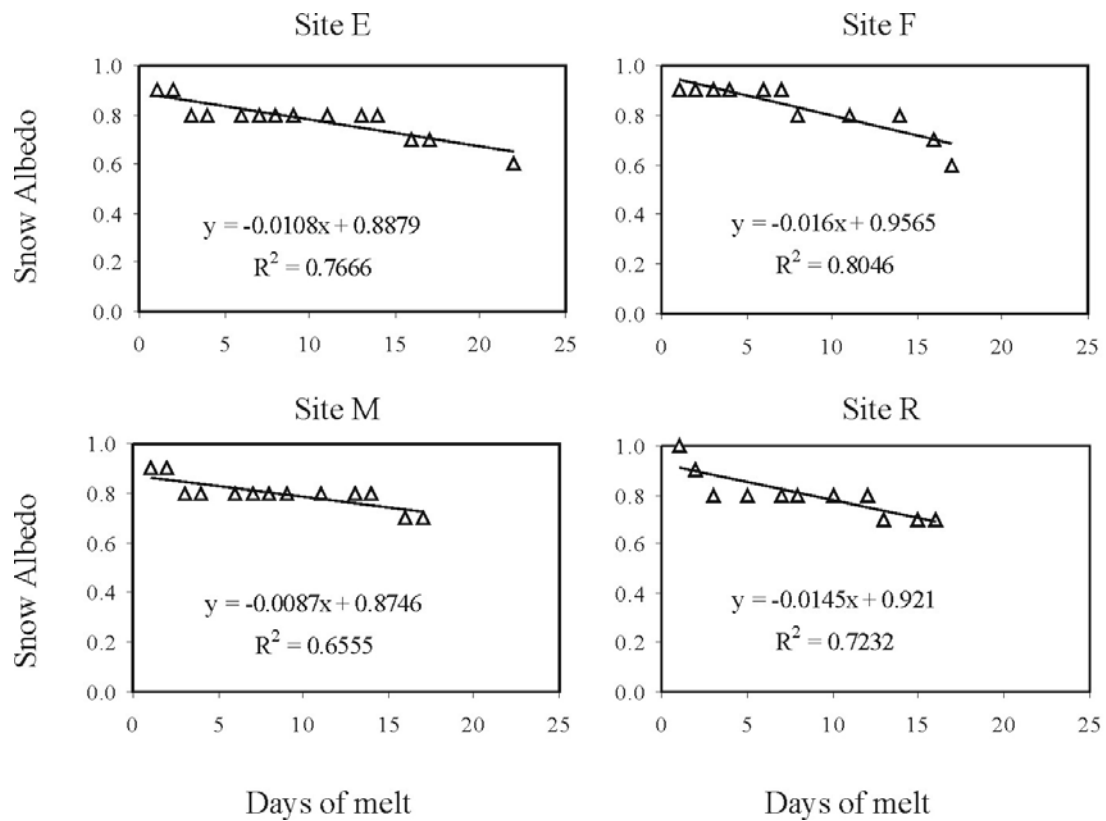 Site E
Snow Albedo
1.0
0.8
0.6
0.4
0.2
0.0
y = -0.0108x + 0.8879
R² = 0.7666
0 5 10 15 20 25
Site F
1.0
0.8
0.6
0.4
0.2
0.0
y = -0.016x + 0.9565
R² = 0.8046
0 5 10 15 20 25
Site M
Snow Albedo
1.0
0.8
0.6
0.4
0.2
0.0
y = -0.0087x + 0.8746
R² = 0.6555
0 5 10 15 20 25
Days of melt
Site R
1.0
0.8
0.6
0.4
0.2
0.0
y = -0.0145x + 0.921
R² = 0.7232
0 5 10 15 20 25
Days of melt